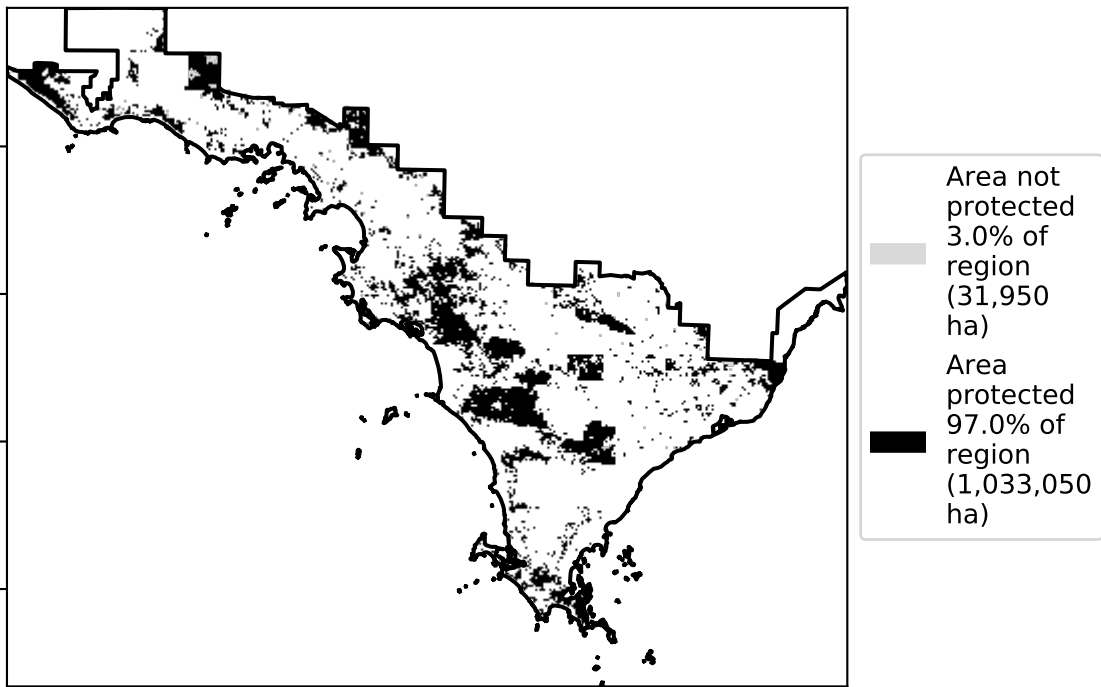 Area not
protected
3.0% of
region
(31,950
ha)
Area
protected
97.0% of
region
(1,033,050
ha)